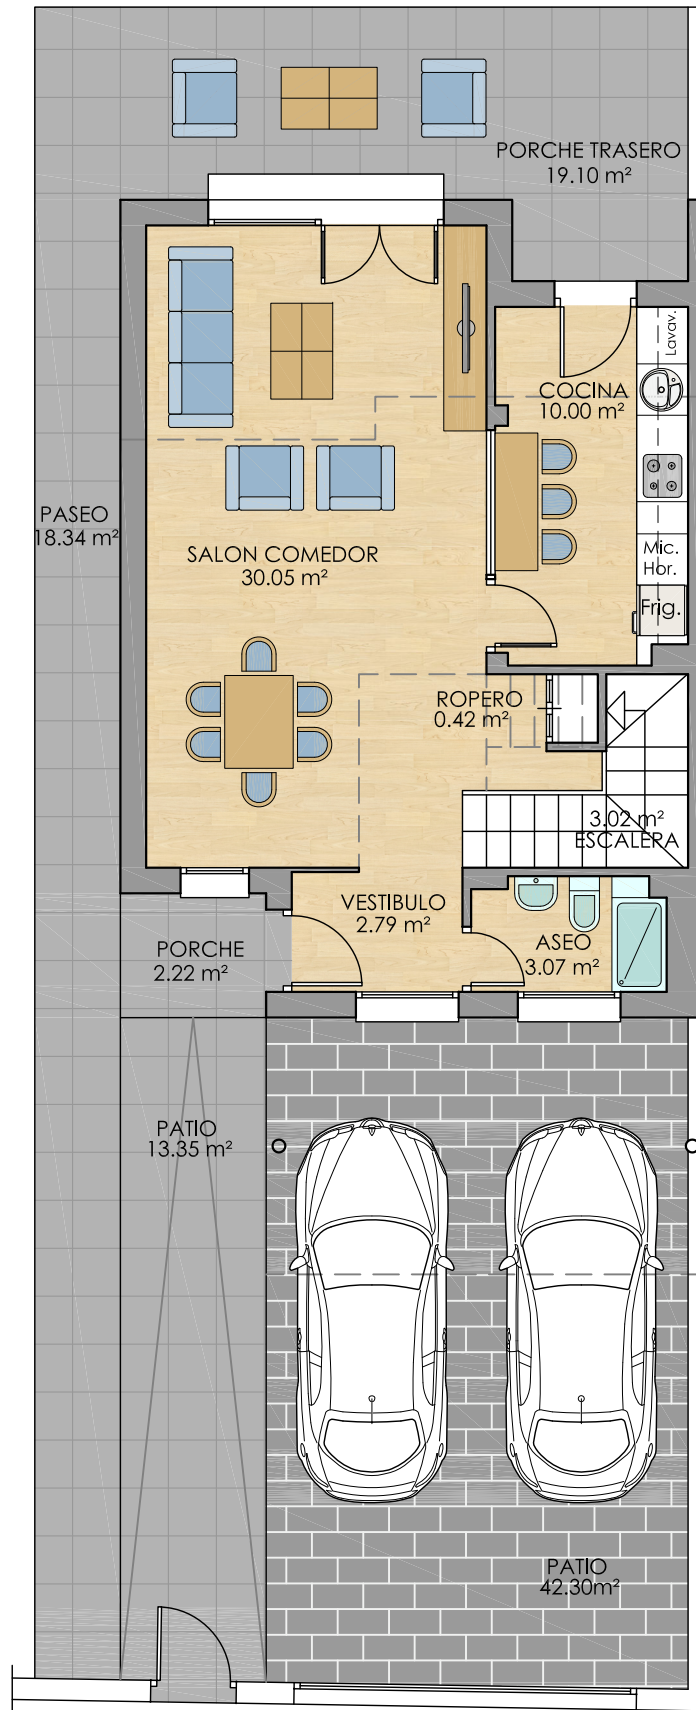 PORCHE TRASERO
19.10 m²
Lavav.
COCINA
10.00 m²
PASEO
18.34 m²
SALON COMEDOR
30.05 m²
Mic.
Hor.
Frig.
ROPERO
0.42 m²
3.02 m²
ESCALERA
VESTIBULO
2.79 m²
ASEO
3.07 m²
PORCHE
2.22 m²
PATIO
13.35 m²
PATIO
42.30m²